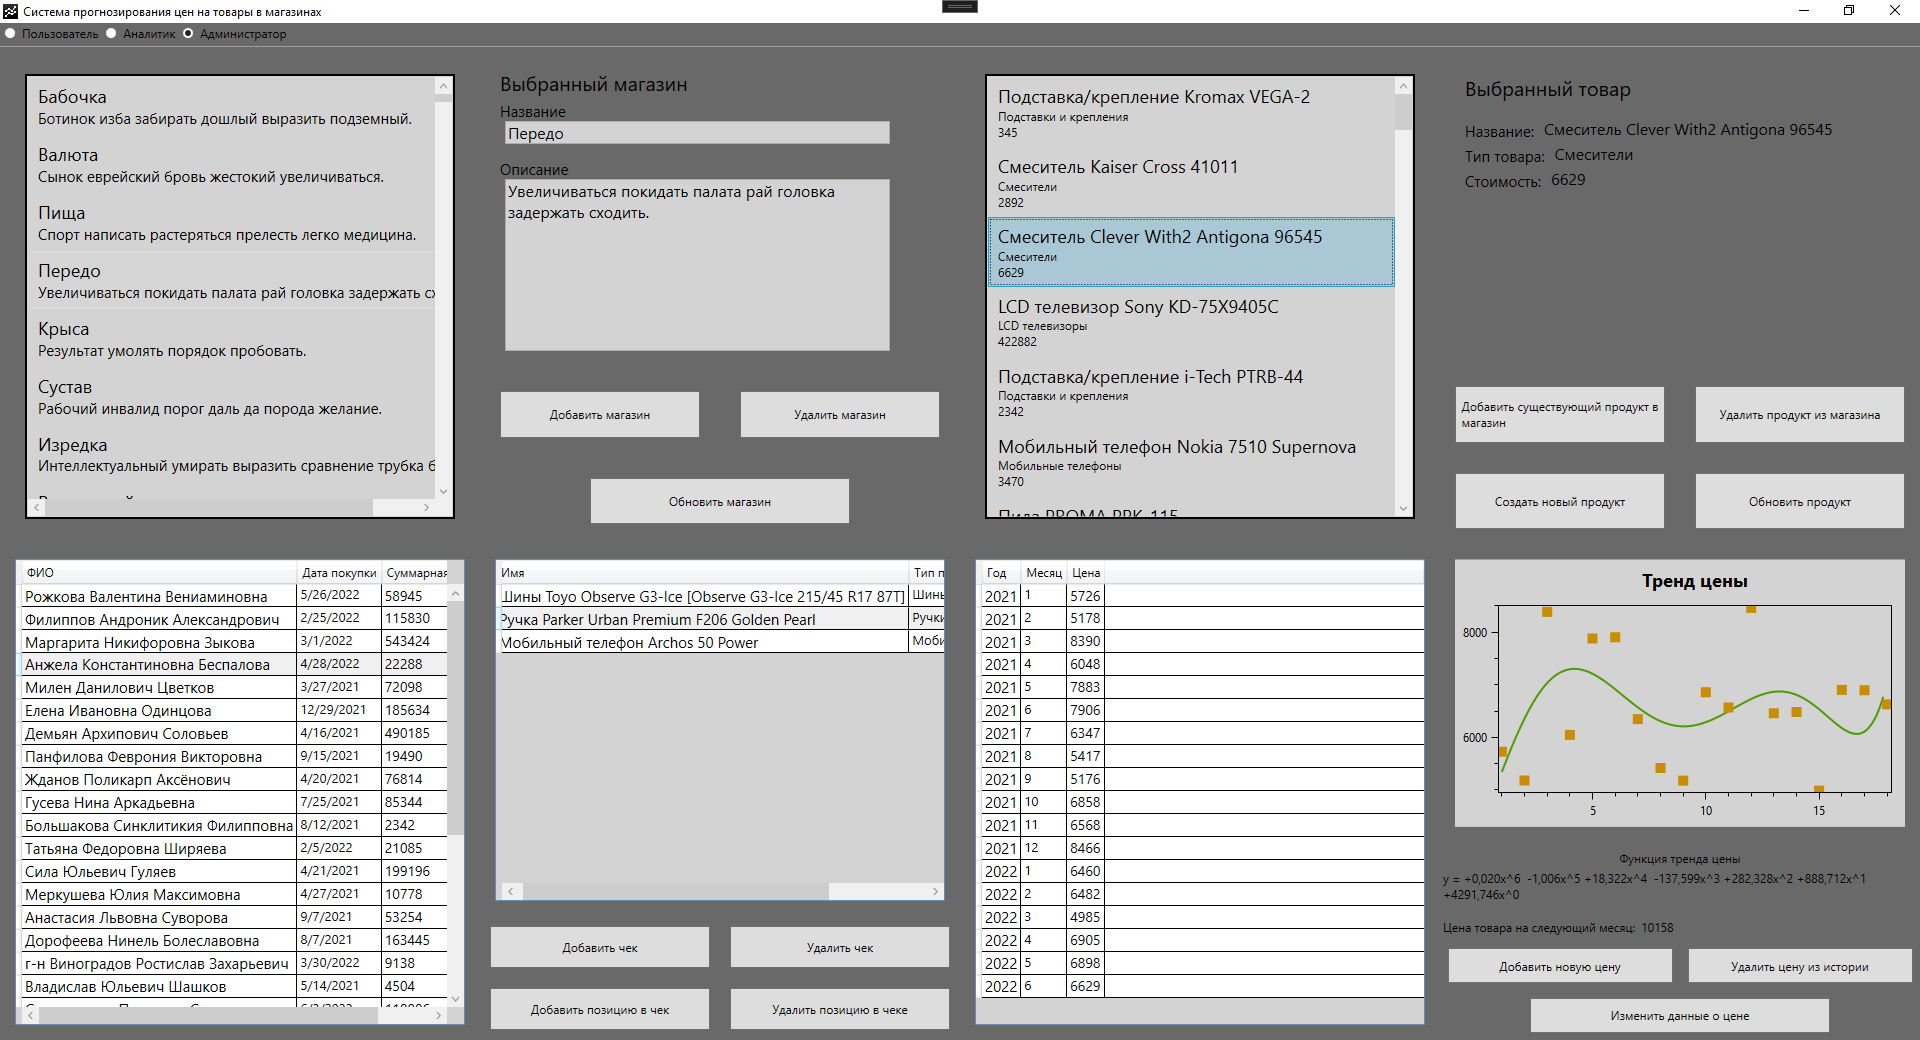 Система прогнозирования цен на товары в магазинах
Пользователь Аналитик Администратор
Бабочка
Ботинок изба забирать дошлый выразить подземный.
Валюта
Сынок еврейский бровь жестокий увеличиваться.
Пища
Спорт написать растеряться прелесть легко медицина.
Передо
Увеличиваться покидать палата рай головка задержать сх
Крыса
Результат умолять порядок пробовать.
Сустав
Рабочий инвалид порог даль да порода желание.
Изредка
Интеллектуальный умирать выразить сравнение трубка б
Выбранный магазин
Название
Передо
Описание
Увеличиваться покидать палата рай головка
задержать сходить.
Добавить магазин
Удалить магазин
Обновить магазин
Подставка/крепление Kromax VEGA-2
Подставки и крепления
345
Смеситель Kaiser Cross 41011
Смесители
2892
Смеситель Clever With2 Antigona 96545
Смесители
6629
LCD телевизор Sony KD-75X9405C
LCD телевизоры
422882
Подставка/крепление i-Tech PTRB-44
Подставки и крепления
2342
Мобильный телефон Nokia 7510 Supernova
Мобильные телефоны
3470
Пила PROMA PPK-115
Выбранный товар
Название: Смеситель Clever With2 Antigona 96545
Тип товара: Смесители
Стоимость: 6629
Добавить существующий продукт в
магазин
Удалить продукт из магазина
Создать новый продукт
Обновить продукт
ФИО Дата покупки Суммарная
Рожкова Валентина Вениаминовна 5/26/2022 58945
Филиппов Андроник Александрович 2/25/2022 115830
Маргарита Никифоровна Зыкова 3/1/2022 543424
Анжела Константиновна Беспалова 4/28/2022 22288
Милен Данилович Цветков 3/27/2021 72098
Елена Ивановна Одинцова 12/29/2021 185634
Демьян Архипович Соловьев 4/16/2021 490185
Панфилова Феврония Викторовна 9/15/2021 19490
Жданов Поликарп Аксёнович 4/20/2021 76814
Гусева Нина Аркадьевна 7/25/2021 85344
Большакова Синклитикия Филипповна 8/12/2021 2342
Татьяна Федоровна Ширяева 2/5/2022 21085
Сила Юльевич Гуляев 4/21/2021 199196
Меркушева Юлия Максимовна 4/27/2021 10778
Анастасия Львовна Суворова 9/7/2021 53254
Дорофеева Нинель Болеславовна 8/7/2021 163445
г-н Виноградов Ростислав Захарьевич 3/30/2022 9138
Владислав Юльевич Шашков 5/14/2021 4504
Имя Тип п
Шины Toyo Observe G3-Ice [Observe G3-Ice 215/45 R17 87T] Шинь
Ручка Parker Urban Premium F206 Golden Pearl Ручки
Мобильный телефон Archos 50 Power Моби
Добавить чек
Удалить чек
Добавить позицию в чек
Удалить позицию в чеке
Год Месяц Цена
2021 1 5726
2021 2 5178
2021 3 8390
2021 4 6048
2021 5 7883
2021 6 7906
2021 7 6347
2021 8 5417
2021 9 5176
2021 10 6858
2021 11 6568
2021 12 8466
2022 1 6460
2022 2 6482
2022 3 4985
2022 4 6905
2022 5 6898
2022 6 6629
Тренд цены
8000
6000
5 10 15
Функция тренда цены
y = +0,020x^6 -1,006x^5 +18,322x^4 -137,599x^3 +282,328x^2 +888,712x^1
+4291,746x^0
Цена товара на следующий месяц: 10158
Добавить новую цену
Удалить цену из истории
Изменить данные о цене